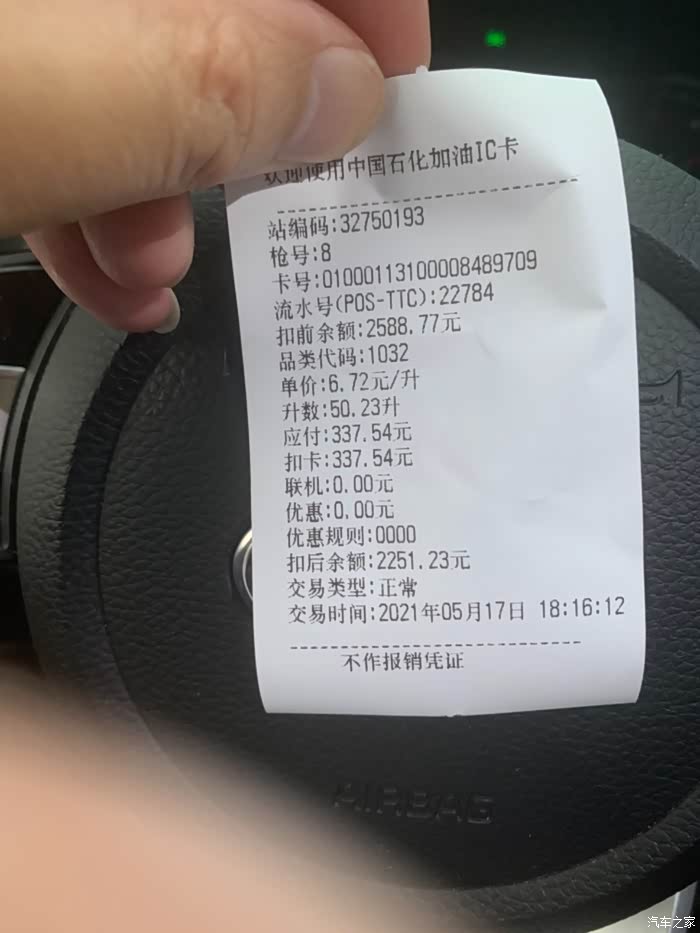 欢迎使用中国石化加油IC卡
站编码:32750193
枪号:8
卡号:01000113100008489709
流水号(POS-TTC):22784
扣前余额:2588.77元
品类代码:1032
单价:6.72元/升
升数:50.23升
应付:337.54元
扣卡:337.54元
联机:0.00元
优惠:0.00元
优惠规则:0000
扣后余额:2251.23元
交易类型:正常
交易时间:2021年05月17日 18:16:12
不作报销凭证
AIRBAG
汽车之家